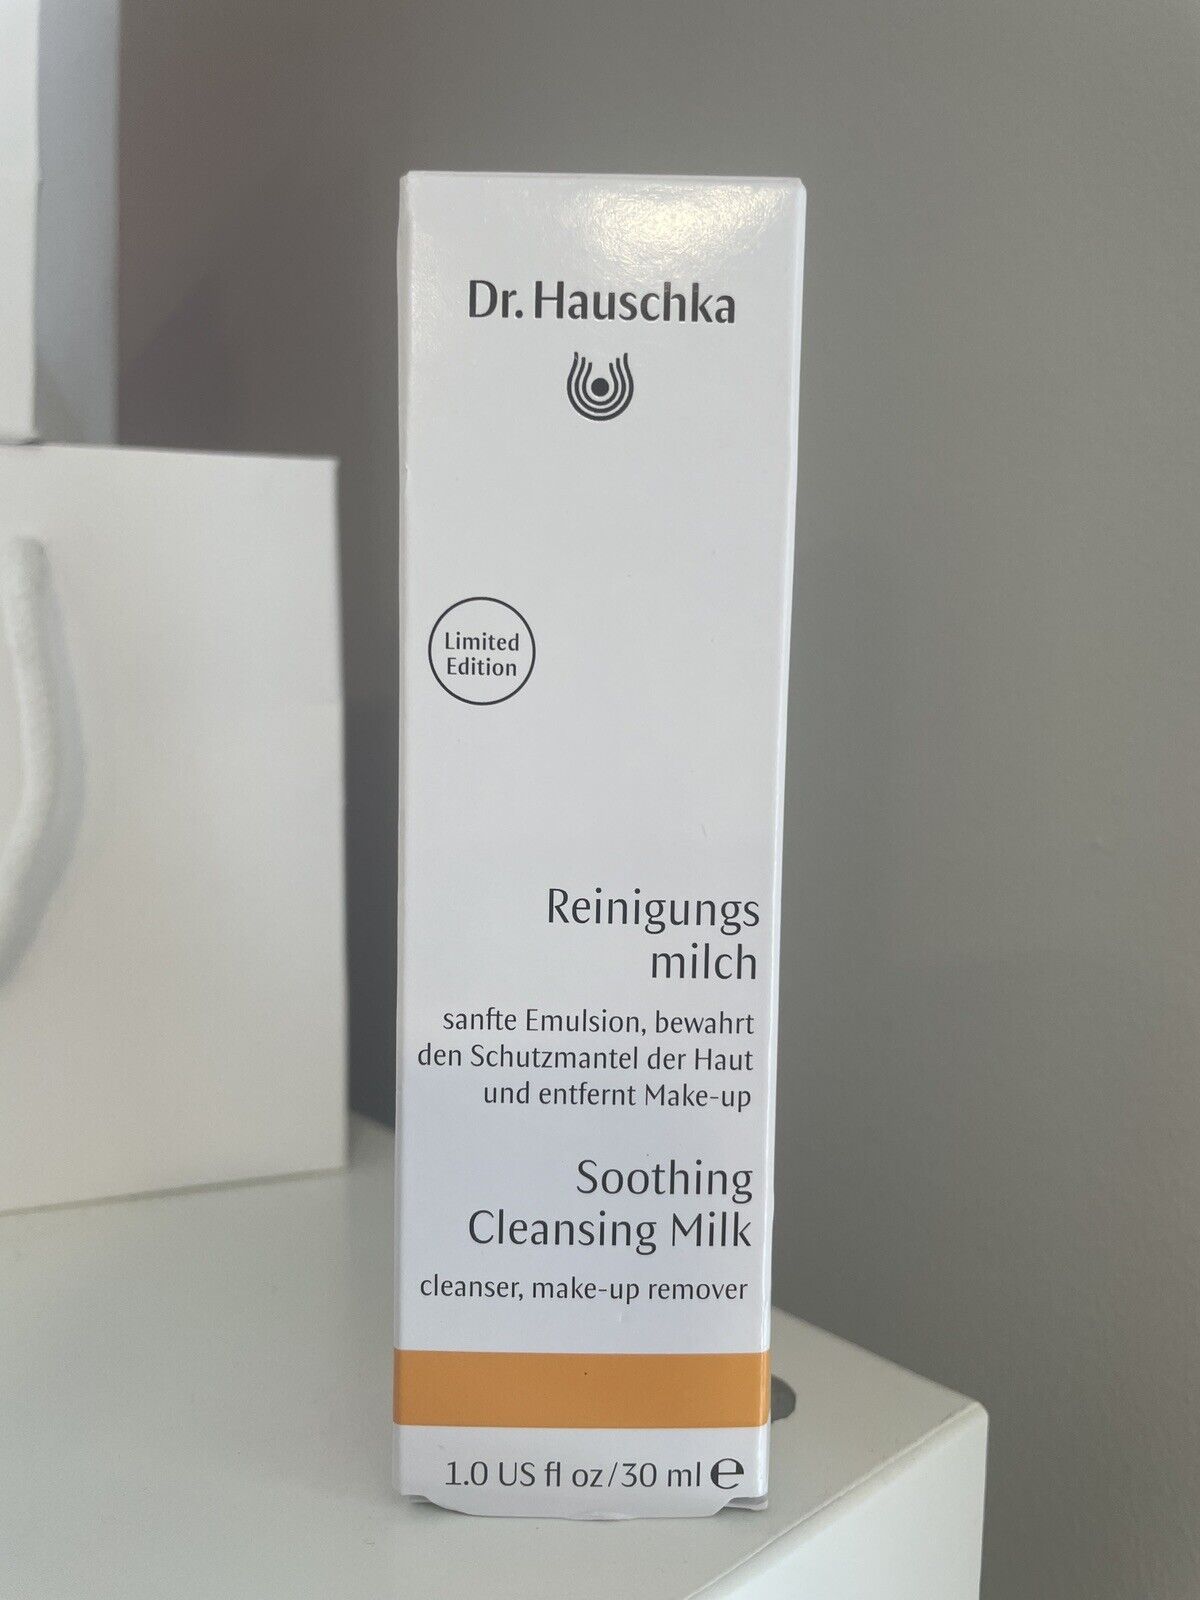 Dr. Hauschka
Limited
Edition
Reinigungs
milch
sanfte Emulsion, bewahrt
den Schutzmantel der Haut
und entfernt Make-up
Soothing
Cleansing Milk
cleanser, make-up remover
1.0 US fl oz/30 ml ℮